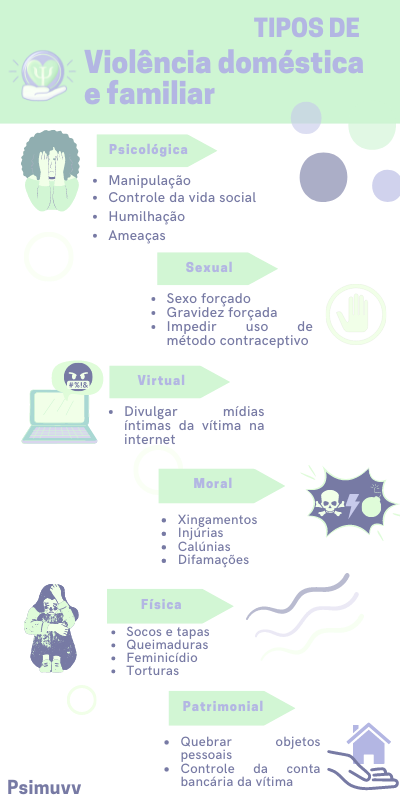 TIPOS DE
Violência doméstica
e familiar
Psicológica
Manipulação
Controle da vida social
Humilhação
Ameaças
Sexual
Sexo forçado
Gravidez forçada
Impedir uso de
método contraceptivo
#%!&
Virtual
Divulgar mídias
íntimas da vítima na
internet
Moral
Xingamentos
Injúrias
Calúnias
Difamações
Física
Socos e tapas
Queimaduras
Feminicídio
Torturas
Patrimonial
Quebrar objetos
pessoais
Controle da conta
bancária da vítima
Psimuvv